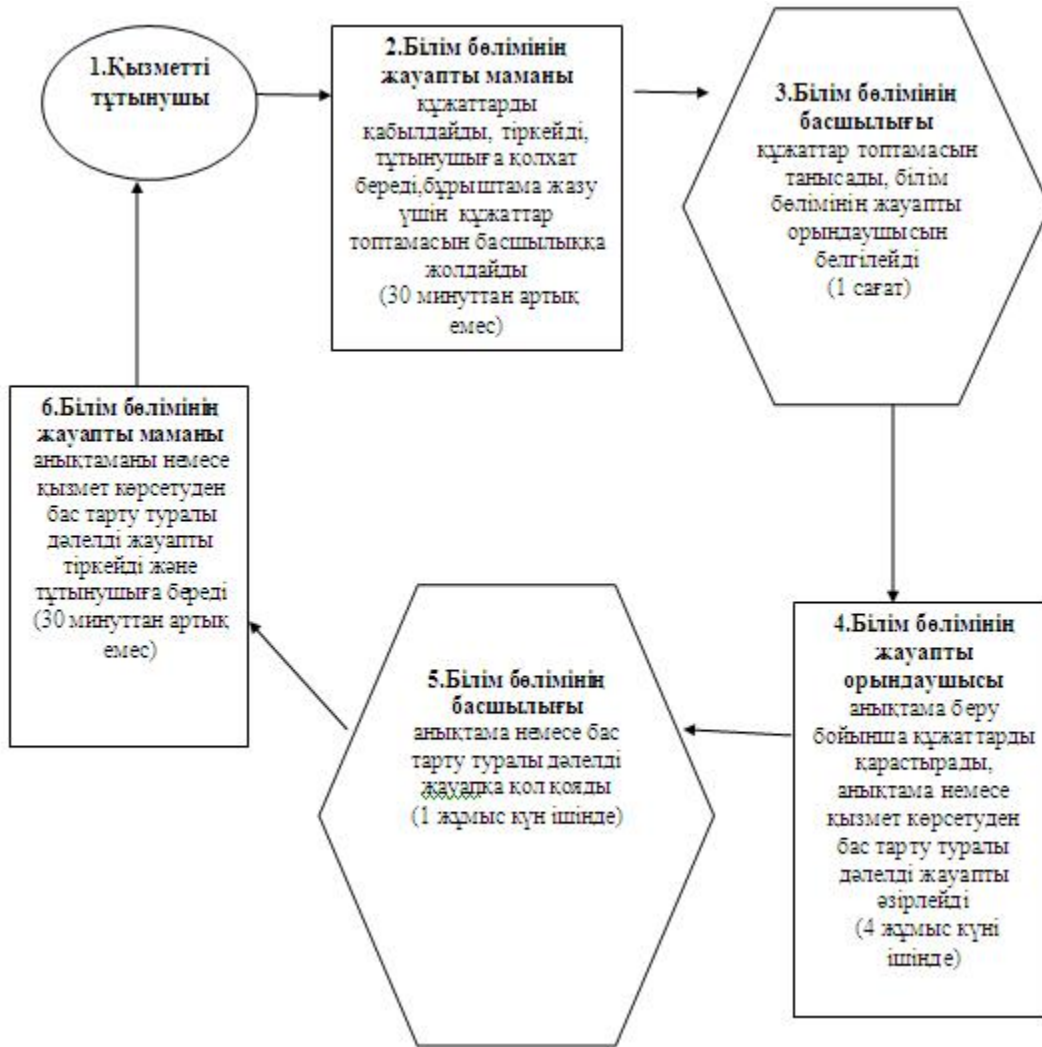 1.Қызметті
тұтынушы
2.Білім бөлімінің
жауапты маманы
құжаттарды
қабылдайды, тіркейді,
тұтынушыға қолхат
береді,бұрыштама жазу
үшін құжаттар
топтамасын басшылыққа
жолдайды
(30 минуттан артық
емес)
3.Білім бөлімінің
басшылығы
құжаттар топтамасын
танысады, білім
бөлімінің жауапты
орындаушысын
белгілейді
(1 сағат)
4.Білім бөлімінің
жауапты
орындаушысы
анықтама беру
бойынша құжаттарды
қарастырады,
анықтама немесе
қызмет көрсетуден
бас тарту туралы
дәлелді жауапты
әзірлейді
(4 жұмыс күні
ішінде)
5.Білім бөлімінің
басшылығы
анықтама немесе бас
тарту туралы дәлелді
жауапқа қол қояды
(1 жұмыс күн ішінде)
6.Білім бөлімінің
жауапты маманы
анықтаманы немесе
қызмет көрсетуден
бас тарту туралы
дәлелді жауапты
тіркейді және
тұтынушыға береді
(30 минуттан артық
емес)